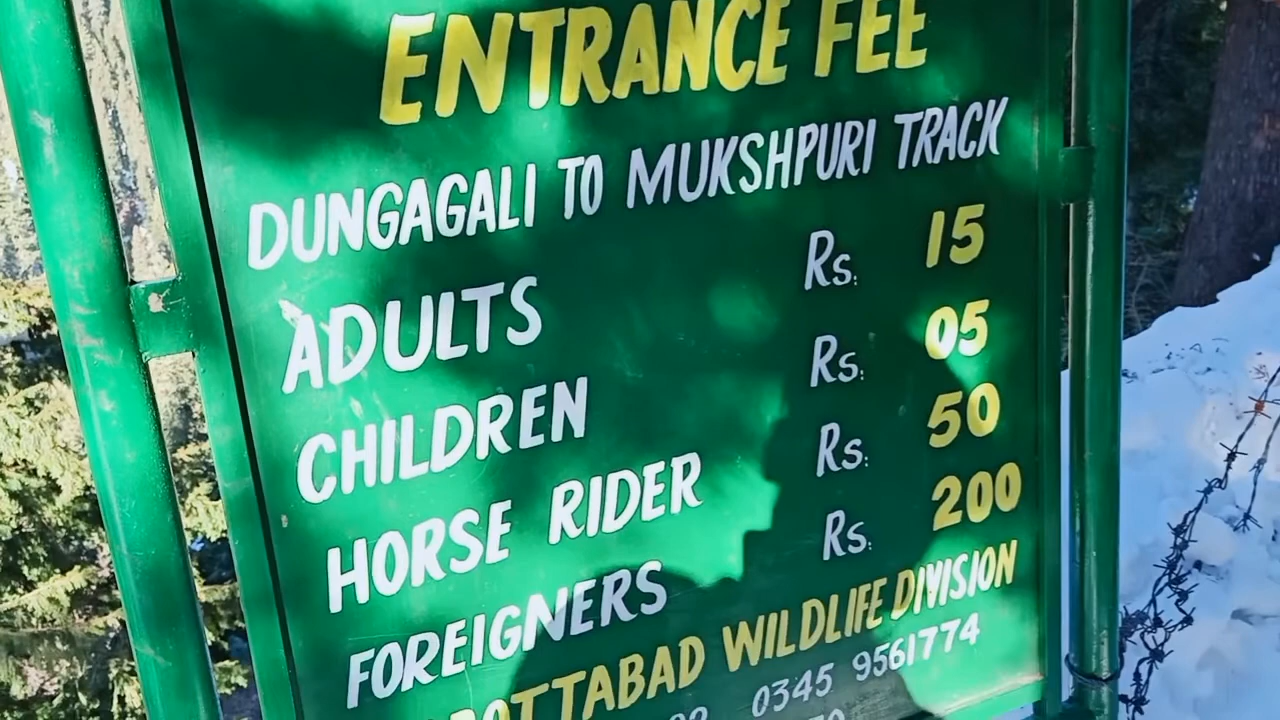 ENTRANCE FEE
DUNGAGALI TO MUKSHPURI TRACK
ADULTS Rs. 15
CHILDREN Rs. 05
HORSE RIDER Rs. 50
FOREIGNERS Rs. 200
WILDLIFE DIVISION
0345 9561774